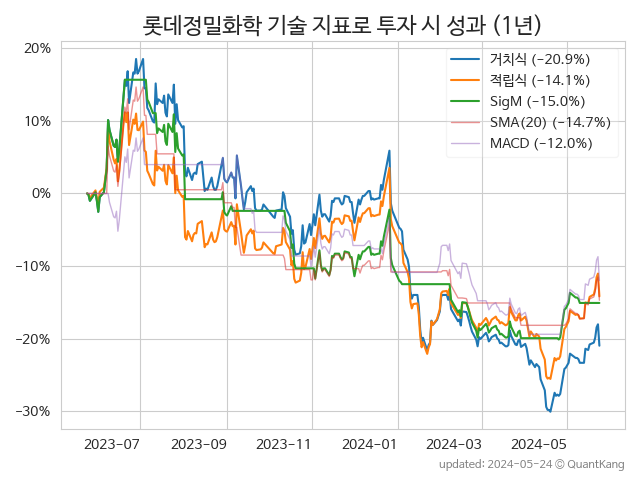 롯데정밀화학 기술 지표로 투자 시 성과 (1년)
20%
10%
0%
−10%
−20%
−30%
거치식 (−20.9%)
적립식 (−14.1%)
SigM (−15.0%)
SMA(20) (−14.7%)
MACD (−12.0%)
2023-07 2023-09 2023-11 2024-01 2024-03 2024-05
updated: 2024-05-24 © QuantKang